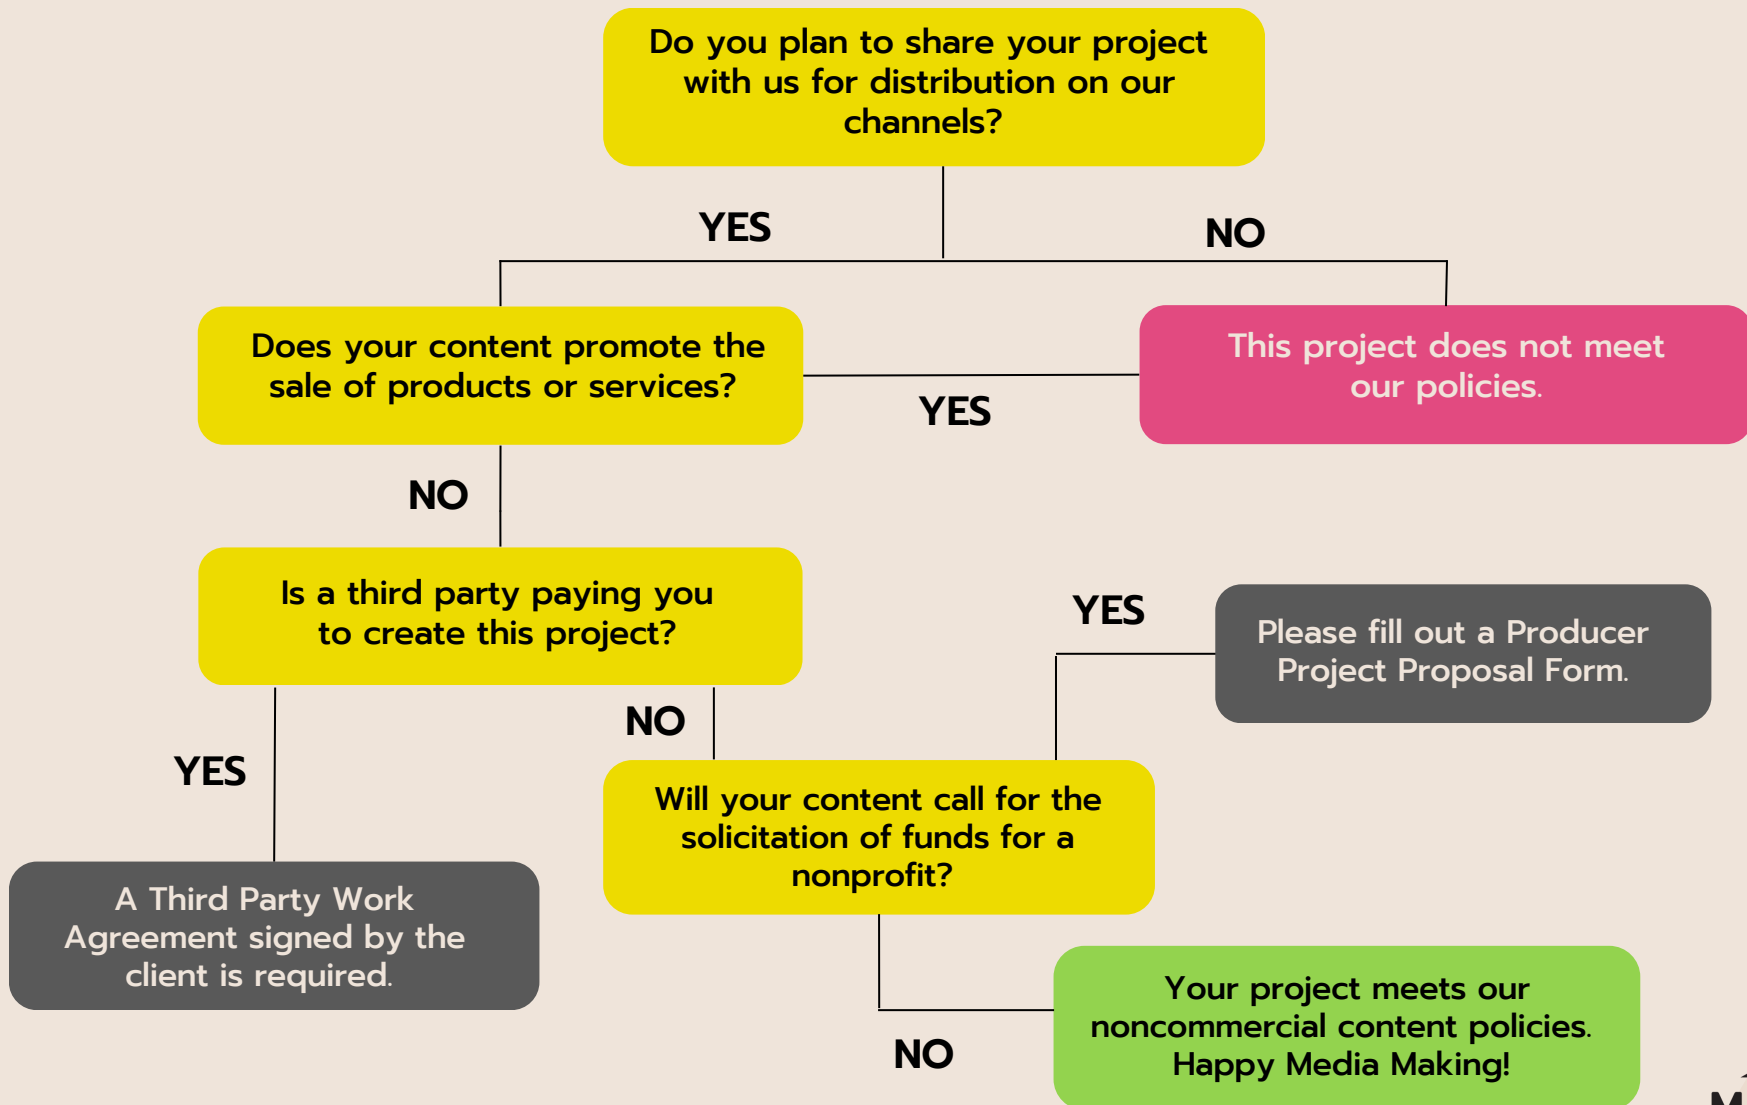 Do you plan to share your project
with us for distribution on our
channels?
YES
NO
Does your content promote the
sale of products or services?
YES
This project does not meet
our policies.
NO
Is a third party paying you
to create this project?
YES
Please fill out a Producer
Project Proposal Form.
NO
YES
Will your content call for the
solicitation of funds for a
nonprofit?
A Third Party Work
Agreement signed by the
client is required.
NO
Your project meets our
noncommercial content policies.
Happy Media Making!